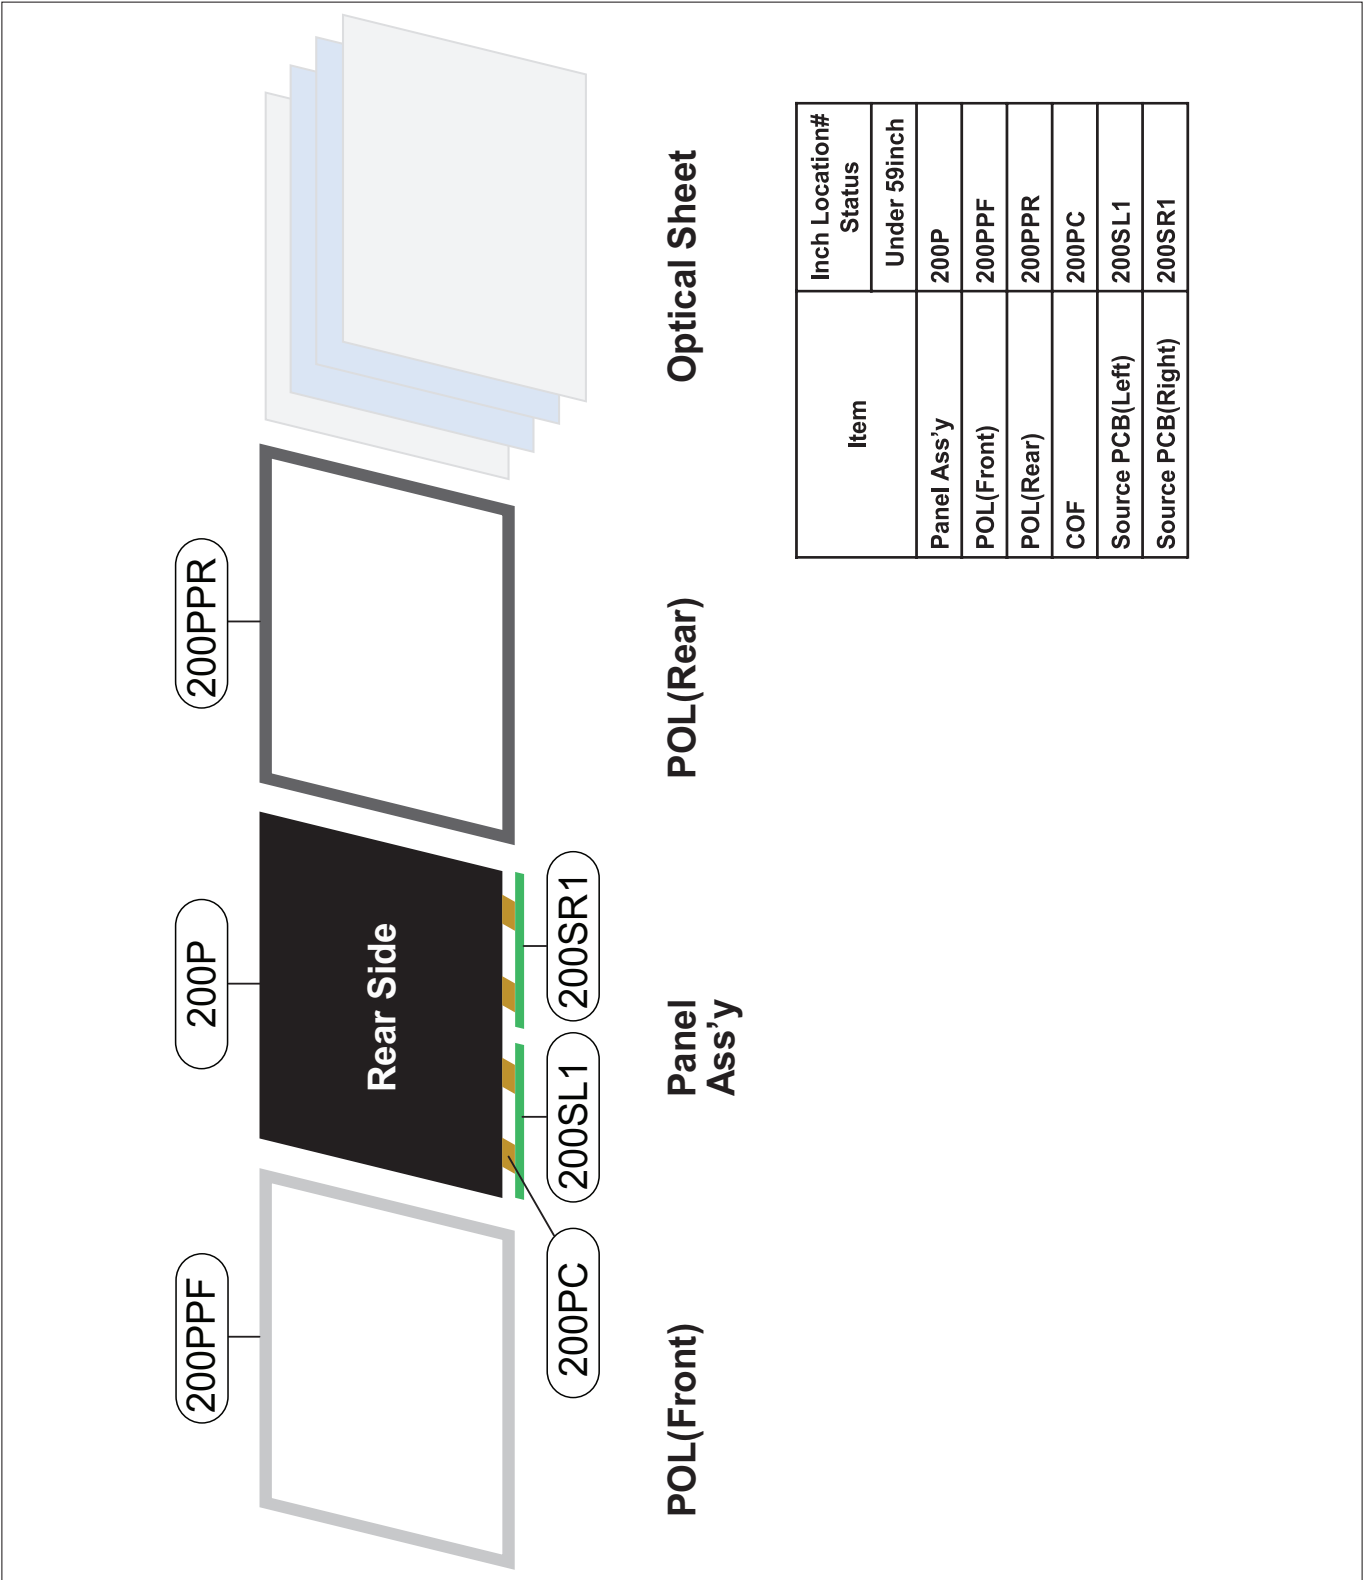 200PPF
200P
200PPR
Rear Side
200PC
200SL1
200SR1
POL(Front)
Panel
Ass’y
POL(Rear)
Optical Sheet
Item
Inch Location#
Status
Under 59inch
Panel Ass’y 200P
POL(Front) 200PPF
POL(Rear) 200PPR
COF 200PC
Source PCB(Left) 200SL1
Source PCB(Right) 200SR1